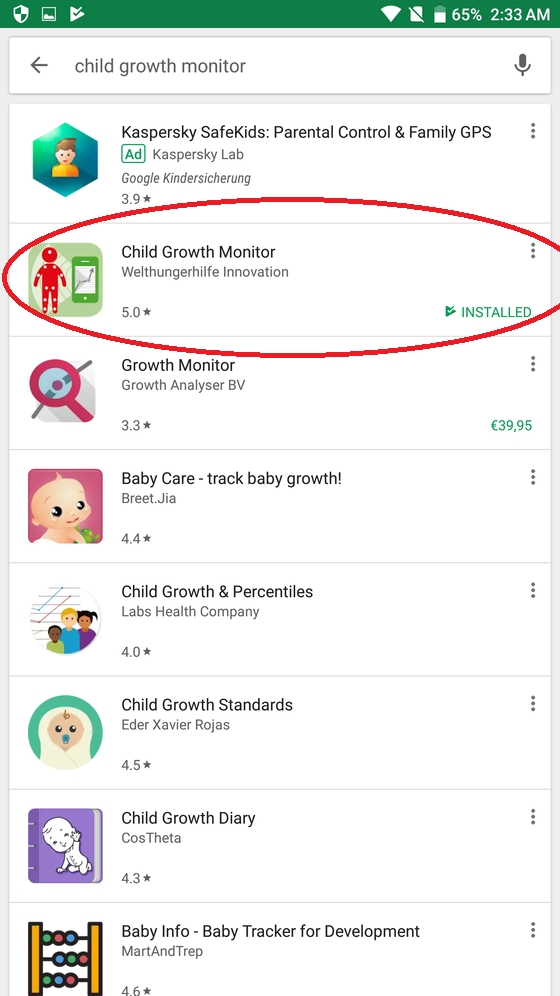 65% 2:33 AM
child growth monitor
Kaspersky SafeKids: Parental Control & Family GPS
Ad Kaspersky Lab
Google Kindersicherung
3.9★
Child Growth Monitor
Welthungerhilfe Innovation
5.0★ INSTALLED
Growth Monitor
Growth Analyser BV
3.3★ €39,95
Baby Care - track baby growth!
Breet.Jia
4.4★
Child Growth & Percentiles
Labs Health Company
4.0★
Child Growth Standards
Eder Xavier Rojas
4.5★
Child Growth Diary
CosTheta
4.3★
Baby Info - Baby Tracker for Development
MartAndTrep
4.6★